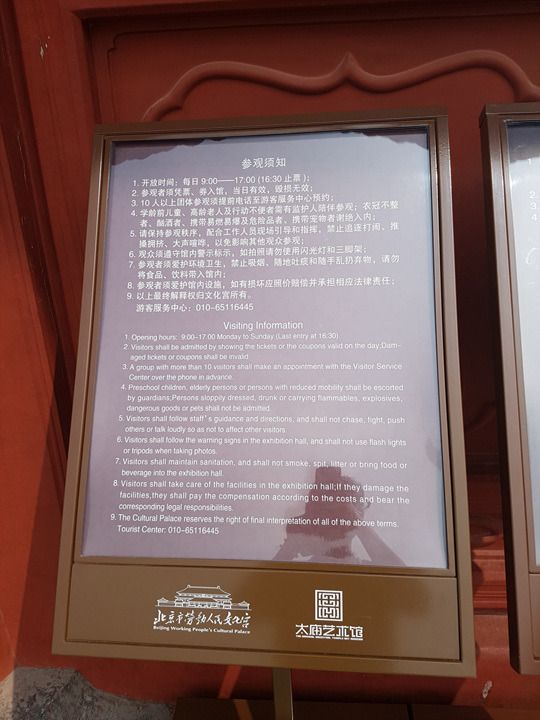 参观须知
1. 开放时间：每日 9:00——17:00 (16:30 止票)；
2. 参观者须凭票、券入馆，当日有效，毁损无效；
3. 10 人以上团体参观须提前电话至游客服务中心预约；
4. 学龄前儿童、高龄老人及行动不便者需有监护人陪伴参观；衣冠不整
者、酗酒者、携带易燃易爆及危险品者、携带宠物者谢绝入内；
5. 请保持参观秩序，配合工作人员现场引导和指挥，禁止追逐打闹、推
搡拥挤、大声喧哗，以免影响其他观众参观；
6. 观众须遵守馆内警示标示，如拍照请勿使用闪光灯和三脚架；
7. 参观者须爱护环境卫生，禁止吸烟、随地吐痰和随手乱扔弃物，请勿
将食品、饮料带入馆内；
8. 参观者须爱护馆内设施，如有损坏应照价赔偿并承担相应法律责任；
9. 以上最终解释权归文化宫所有。
游客服务中心：010-65116445
Visiting Information
1. Opening hours: 9:00-17:00 Monday to Sunday (Last entry at 16:30)
2. Visitors shall be admitted by showing the tickets or the coupons valid on the day;Dam-
aged tickets or coupons shall be invalid
3. A group with more than 10 visitors shall make an appointment with the Visitor Service
Center over the phone in advance.
4. Preschool children, elderly persons or persons with reduced mobility shall be escorted
by guardians;Persons sloppily dressed, drunk or carrying flammables, explosives,
dangerous goods or pets shall not be admitted.
5. Visitors shall follow staff's guidance and directions, and shall not chase, fight, push
others or talk loudly so as not to affect other visitors.
6. Visitors shall follow the warning signs in the exhibition hall, and shall not use flash lights
or tripods when taking photos.
7. Visitors shall maintain sanitation, and shall not smoke, spit, litter or bring food or
beverage into the exhibition hall.
8. Visitors shall take care of the facilities in the exhibition hall;If they damage the
facilities,they shall pay the compensation according to the costs and bear the
corresponding legal responsibilities.
9. The Cultural Palace reserves the right of final interpretation of all of the above terms.
Tourist Center: 010-65116445
北京市劳动人民文化宫
Beijing Working People's Cultural Palace
太庙艺术馆